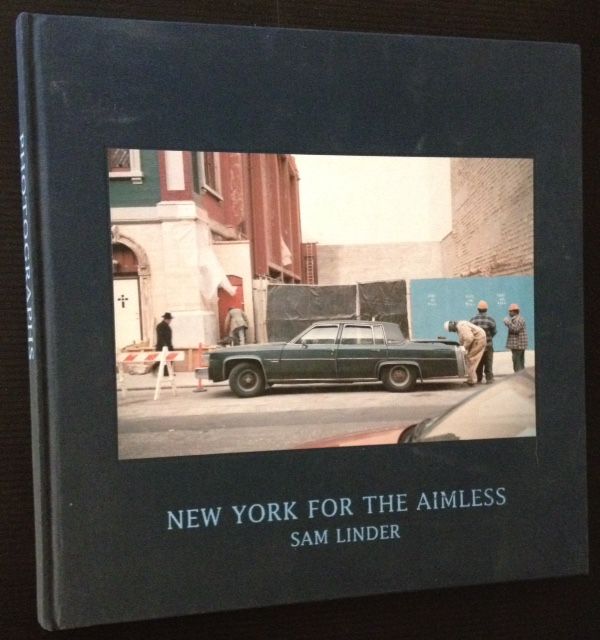 NEW YORK FOR THE AIMLESS
SAM LINDER
PHOTOGRAPHS